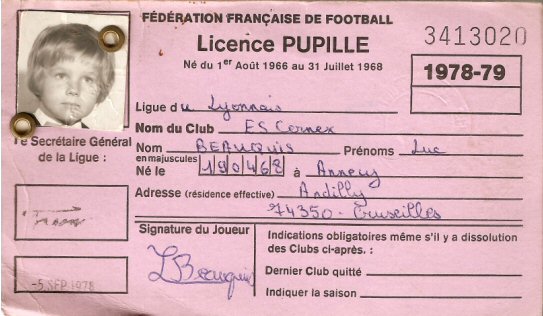 FÉDÉRATION FRANÇAISE DE FOOTBALL
Licence PUPILLE
3413020
Né du 1er Août 1966 au 31 Juillet 1968
1978-79
Ligue du Lyonnais
Nom du Club ES Cernex
Le Secrétaire Général
de la Ligue :
Nom BEAUQUIS Prénoms Luc
en majuscules
Né le 190468 à Annecy
Adresse (résidence effective) Andilly
74350 - Cruseilles
Signature du Joueur
L Beauquis
Indications obligatoires même s'il y a dissolution
des Clubs ci-après. :
Dernier Club quitté
Indiquer la saison
-5 SEP 1978